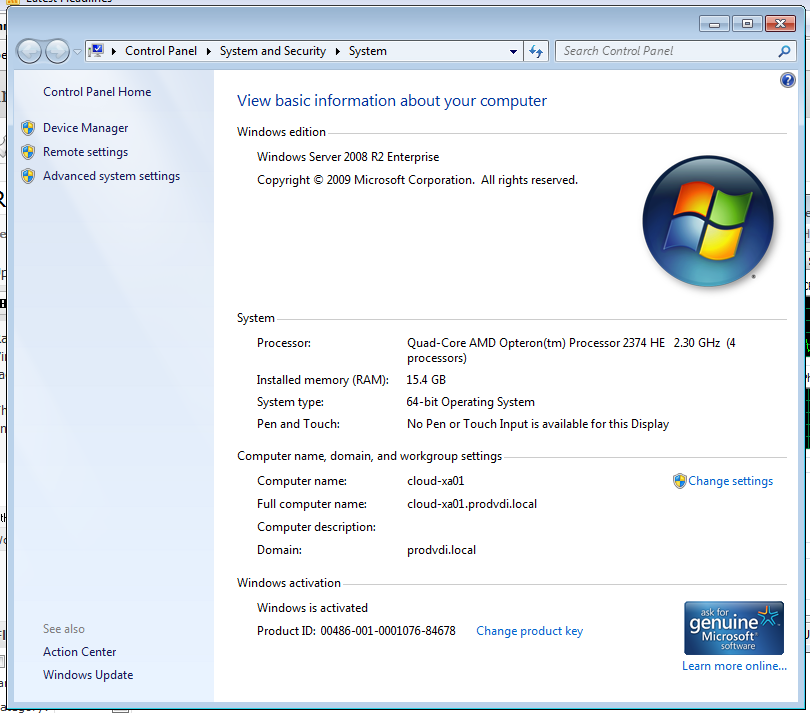 Latest Headlines
Control Panel System and Security System
Search Control Panel
Control Panel Home
Device Manager
Remote settings
Advanced system settings
See also
Action Center
Windows Update
View basic information about your computer
Windows edition
Windows Server 2008 R2 Enterprise
Copyright © 2009 Microsoft Corporation. All rights reserved.
System
Processor: Quad-Core AMD Opteron(tm) Processor 2374 HE 2.30 GHz (4
processors)
Installed memory (RAM): 15.4 GB
System type: 64-bit Operating System
Pen and Touch: No Pen or Touch Input is available for this Display
Computer name, domain, and workgroup settings
Computer name: cloud-xa01
Change settings
Full computer name: cloud-xa01.prodvdi.local
Computer description:
Domain: prodvdi.local
Windows activation
Windows is activated
Product ID: 00486-001-0001076-84678 Change product key
ask for
genuine
Microsoft
software
Learn more online...